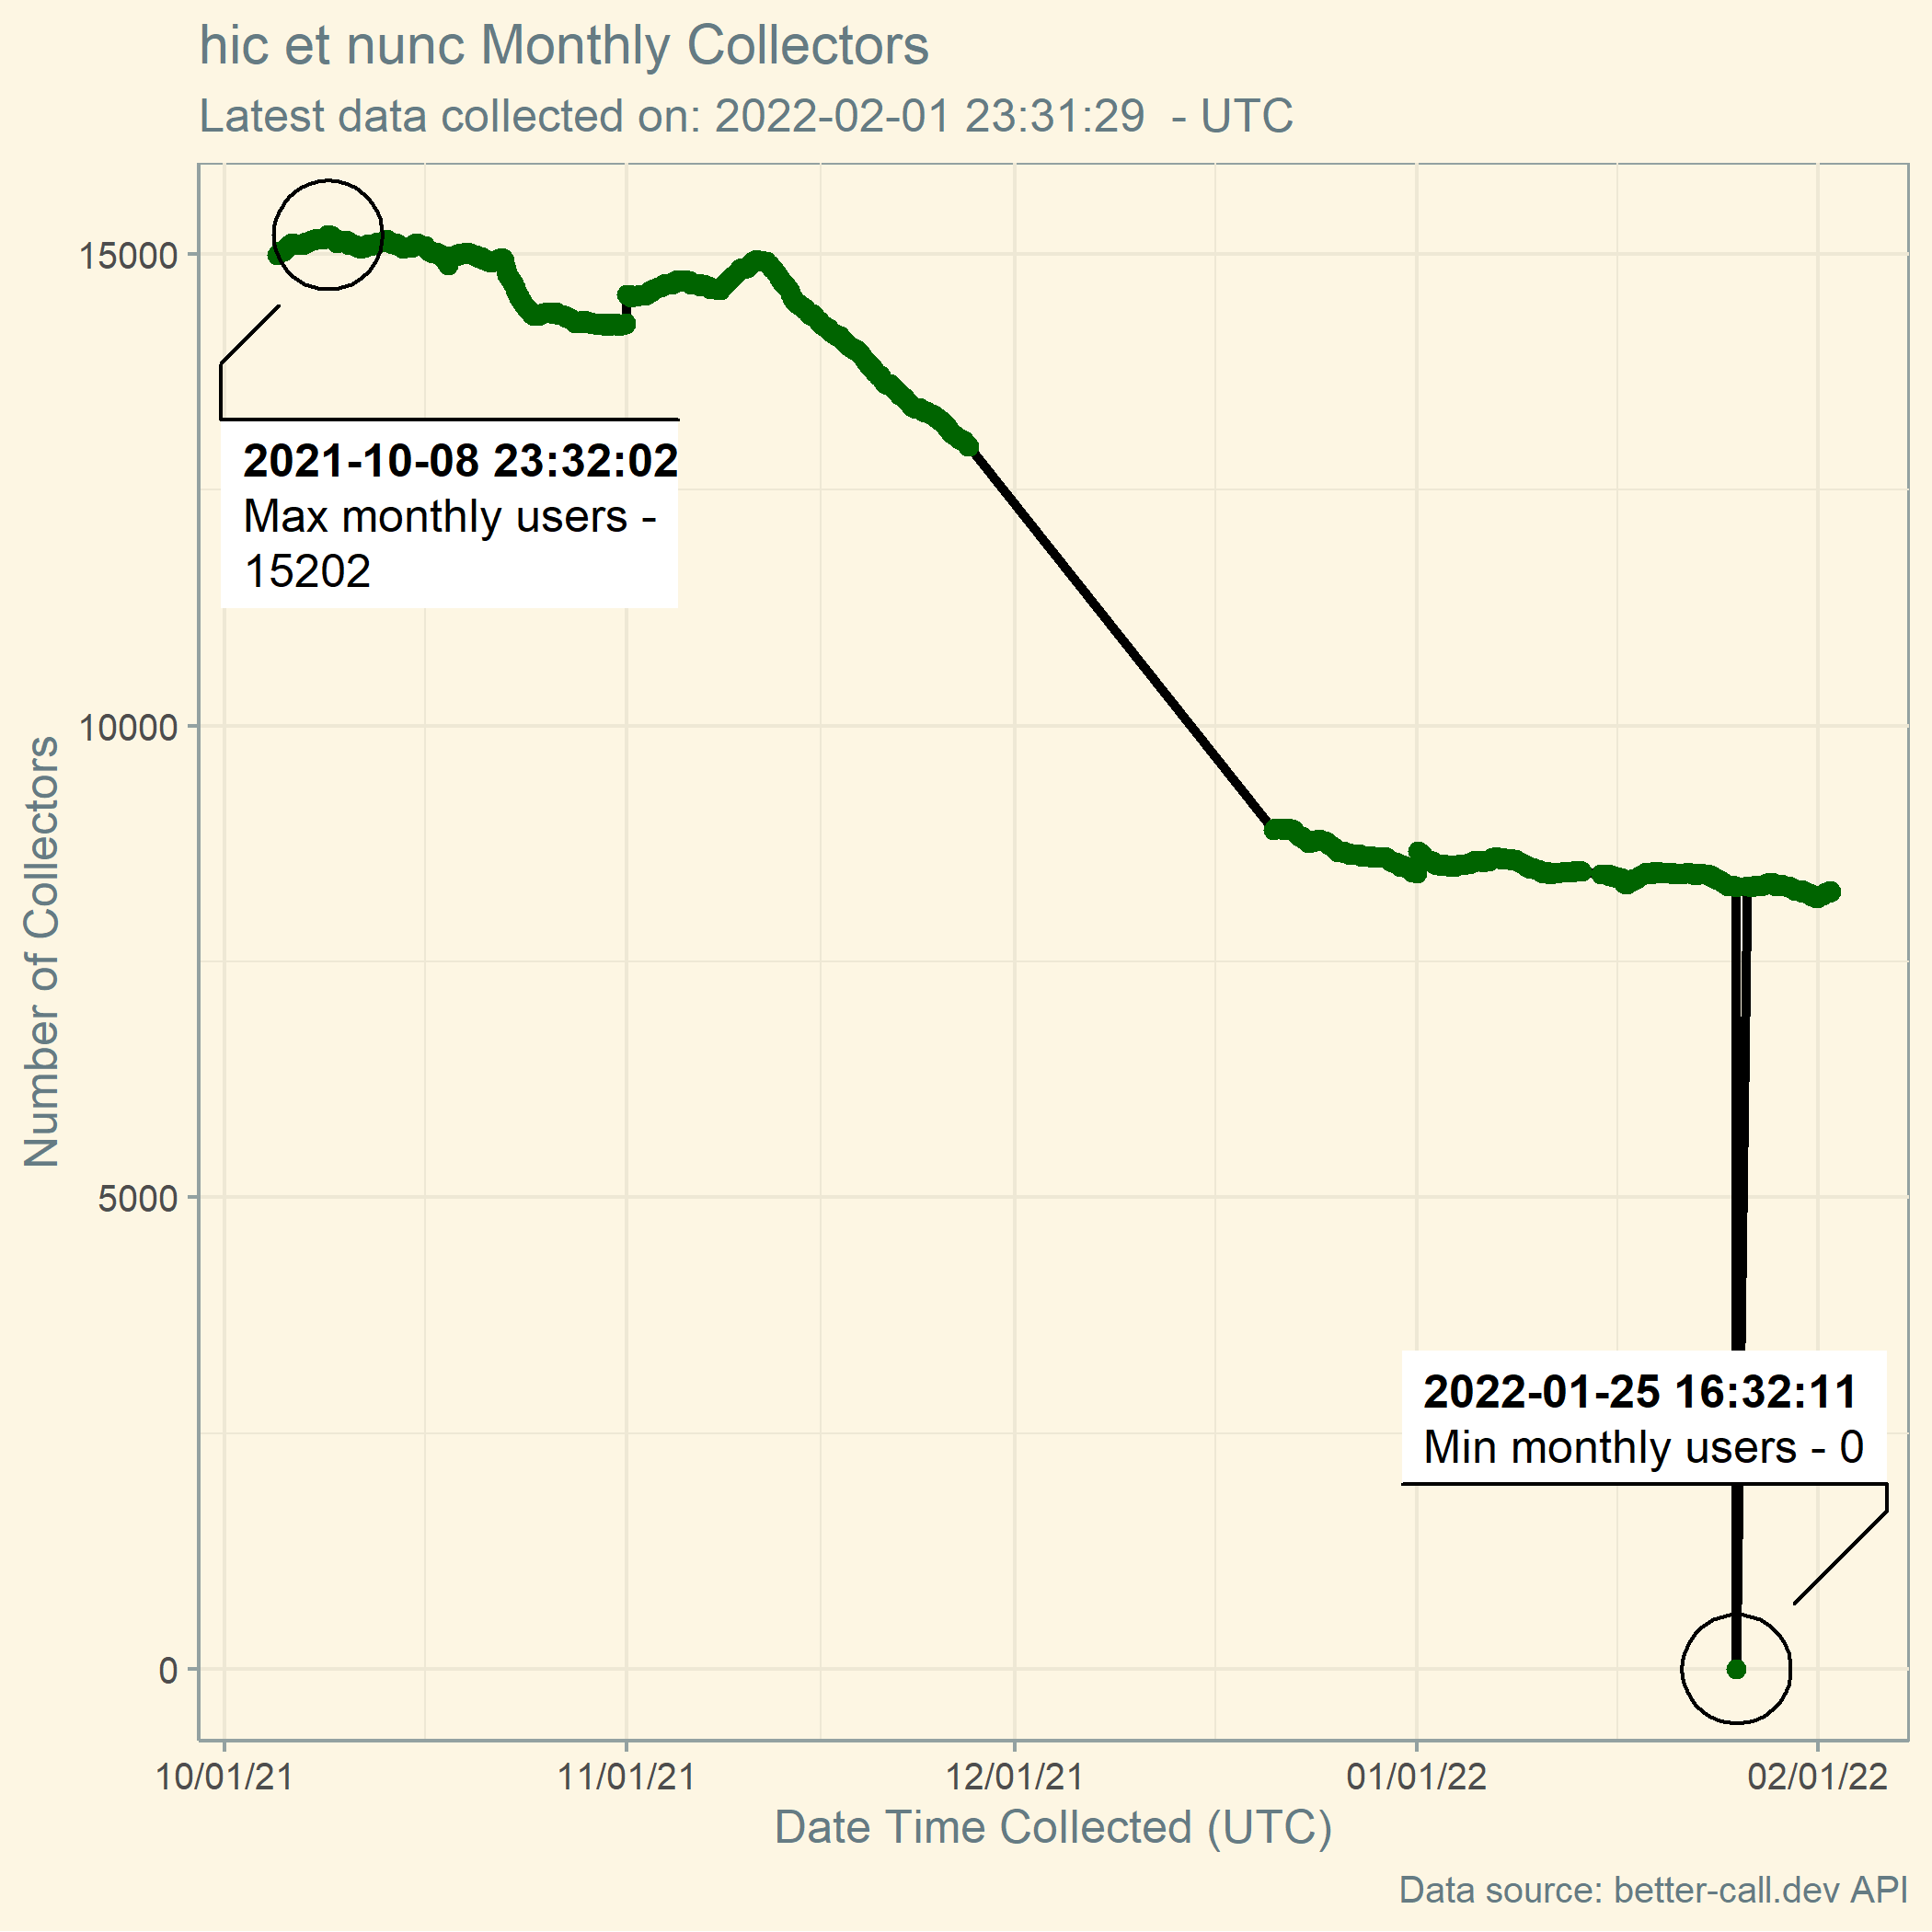 hic et nunc Monthly Collectors
Latest data collected on: 2022-02-01 23:31:29  - UTC
Number of Collectors
15000
10000
5000
0
2021-10-08 23:32:02
Max monthly users -
15202
2022-01-25 16:32:11
Min monthly users - 0
10/01/21
11/01/21
12/01/21
01/01/22
02/01/22
Date Time Collected (UTC)
Data source: better-call.dev API